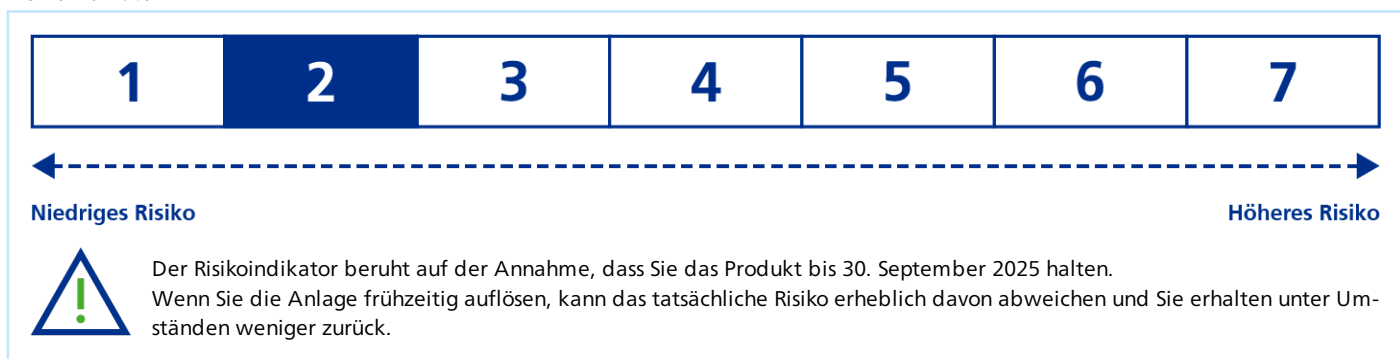 1 2 3 4 5 6 7
Niedriges Risiko Höheres Risiko
Der Risikoindikator beruht auf der Annahme, dass Sie das Produkt bis 30. September 2025 halten.
Wenn Sie die Anlage frühzeitig auflösen, kann das tatsächliche Risiko erheblich davon abweichen und Sie erhalten unter Um-
ständen weniger zurück.